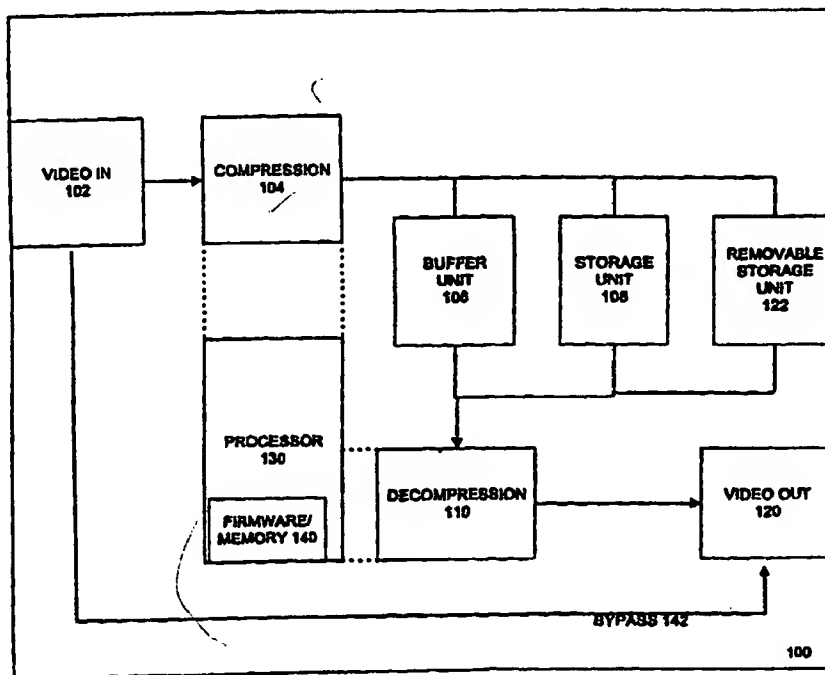 VIDEO IN
102
COMPRESSION
104
BUFFER
UNIT
106
STORAGE
UNIT
108
REMOVABLE
STORAGE
UNIT
122
PROCESSOR
130
FIRMWARE/
MEMORY 140
DECOMPRESSION
110
VIDEO OUT
120
BYPASS 142
100